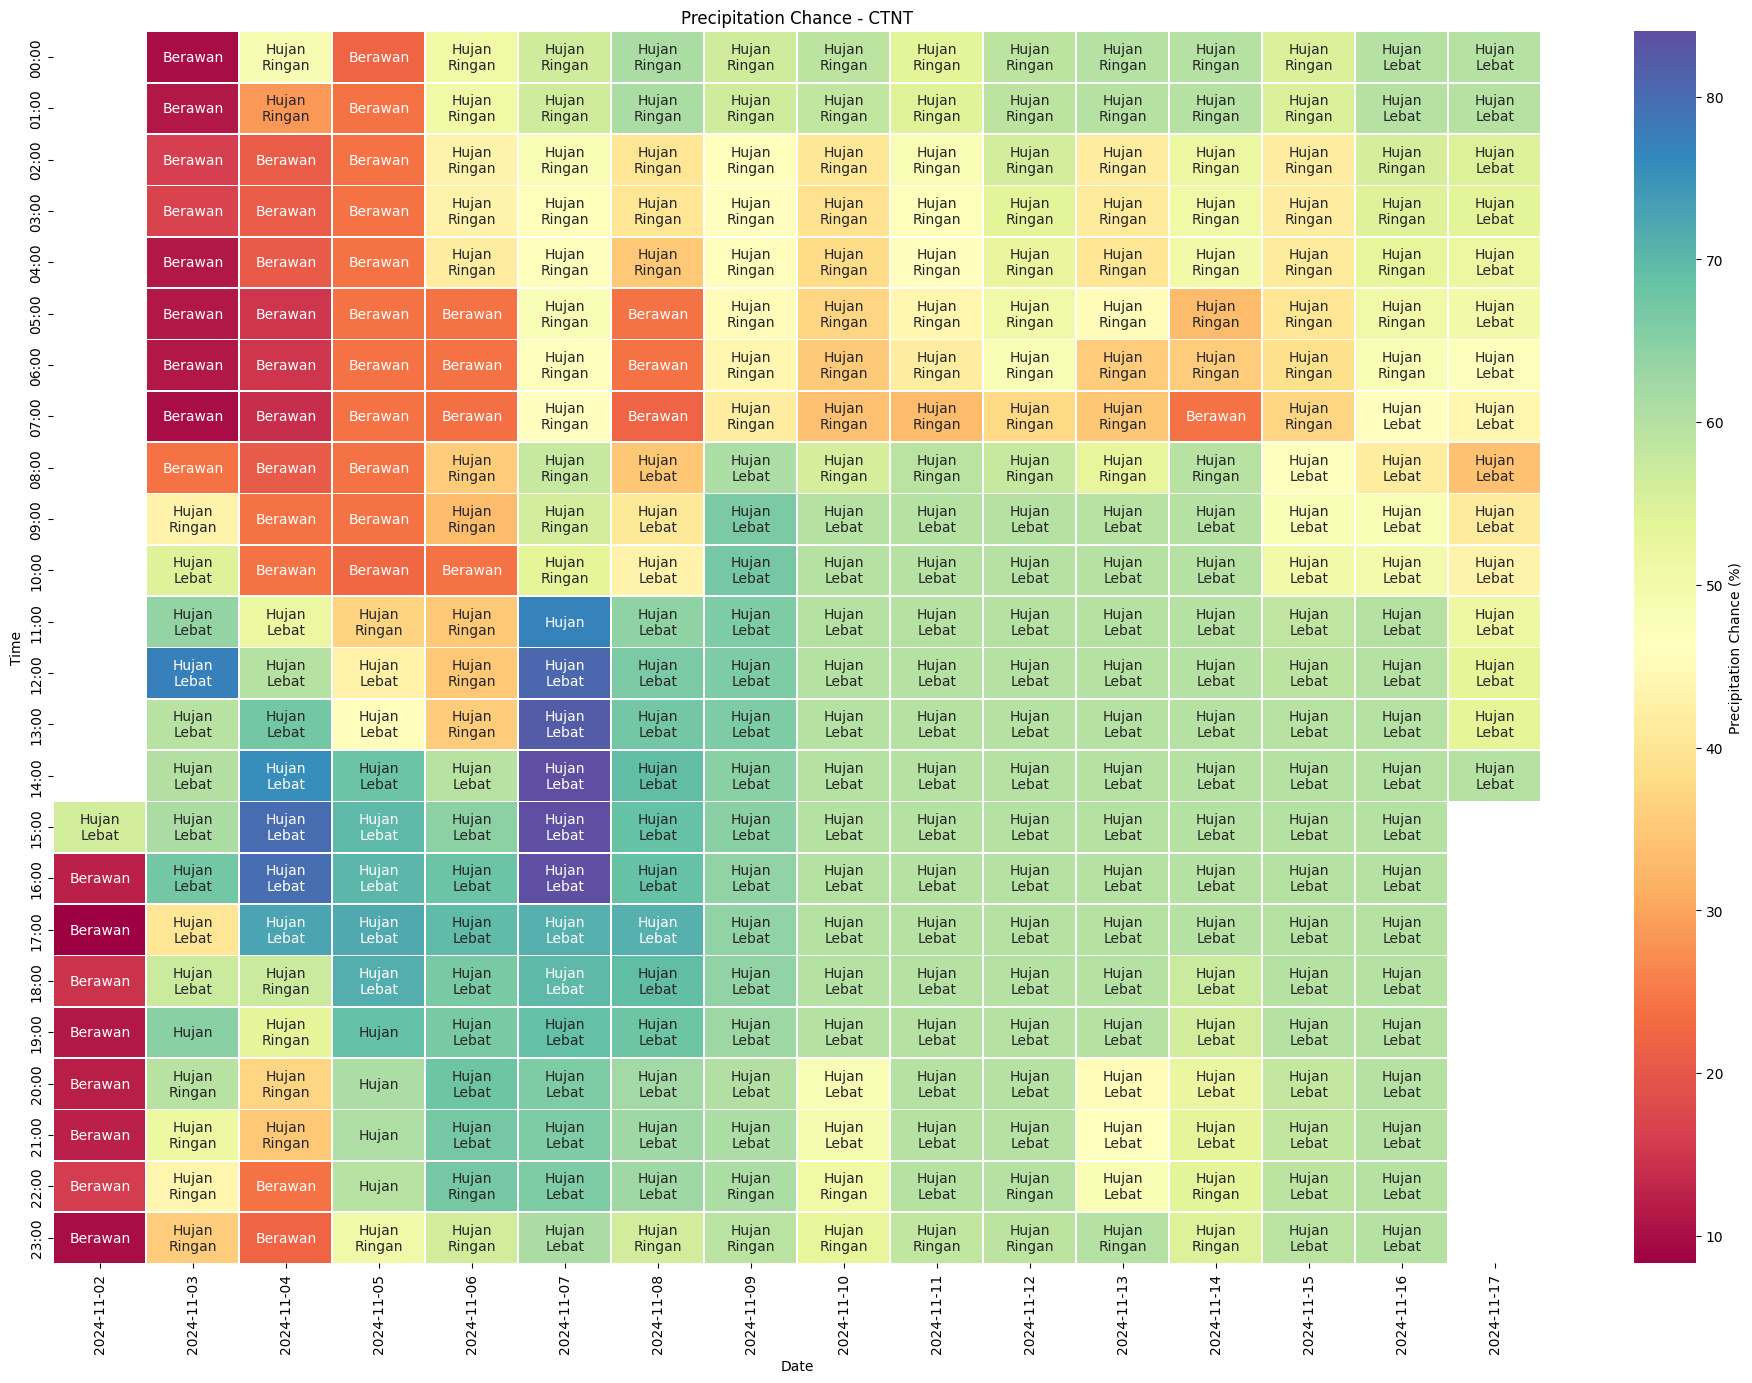 Precipitation Chance - CTNT
00:00 Berawan Hujan Ringan Berawan Hujan Ringan Hujan Ringan Hujan Ringan Hujan Ringan Hujan Ringan Hujan Ringan Hujan Ringan Hujan Ringan Hujan Ringan Hujan Ringan Hujan Lebat Hujan Lebat
01:00 Berawan Hujan Ringan Berawan Hujan Ringan Hujan Ringan Hujan Ringan Hujan Ringan Hujan Ringan Hujan Ringan Hujan Ringan Hujan Ringan Hujan Ringan Hujan Ringan Hujan Lebat Hujan Lebat
02:00 Berawan Berawan Berawan Hujan Ringan Hujan Ringan Hujan Ringan Hujan Ringan Hujan Ringan Hujan Ringan Hujan Ringan Hujan Ringan Hujan Ringan Hujan Ringan Hujan Ringan Hujan Lebat
03:00 Berawan Berawan Berawan Hujan Ringan Hujan Ringan Hujan Ringan Hujan Ringan Hujan Ringan Hujan Ringan Hujan Ringan Hujan Ringan Hujan Ringan Hujan Ringan Hujan Ringan Hujan Lebat
04:00 Berawan Berawan Berawan Hujan Ringan Hujan Ringan Hujan Ringan Hujan Ringan Hujan Ringan Hujan Ringan Hujan Ringan Hujan Ringan Hujan Ringan Hujan Ringan Hujan Ringan Hujan Lebat
05:00 Berawan Berawan Berawan Berawan Hujan Ringan Berawan Hujan Ringan Hujan Ringan Hujan Ringan Hujan Ringan Hujan Ringan Hujan Ringan Hujan Ringan Hujan Ringan Hujan Lebat
06:00 Berawan Berawan Berawan Berawan Hujan Ringan Berawan Hujan Ringan Hujan Ringan Hujan Ringan Hujan Ringan Hujan Ringan Hujan Ringan Hujan Ringan Hujan Ringan Hujan Lebat
07:00 Berawan Berawan Berawan Berawan Hujan Ringan Berawan Hujan Ringan Hujan Ringan Hujan Ringan Hujan Ringan Hujan Ringan Berawan Hujan Ringan Hujan Lebat Hujan Lebat
08:00 Berawan Berawan Berawan Hujan Ringan Hujan Ringan Hujan Lebat Hujan Lebat Hujan Ringan Hujan Ringan Hujan Ringan Hujan Ringan Hujan Ringan Hujan Lebat Hujan Lebat Hujan Lebat
09:00 Hujan Ringan Berawan Berawan Hujan Ringan Hujan Ringan Hujan Lebat Hujan Lebat Hujan Lebat Hujan Lebat Hujan Lebat Hujan Lebat Hujan Lebat Hujan Lebat Hujan Lebat Hujan Lebat
10:00 Hujan Lebat Berawan Berawan Berawan Hujan Ringan Hujan Lebat Hujan Lebat Hujan Lebat Hujan Lebat Hujan Lebat Hujan Lebat Hujan Lebat Hujan Lebat Hujan Lebat Hujan Lebat
11:00 Hujan Lebat Hujan Lebat Hujan Ringan Hujan Ringan Hujan Hujan Lebat Hujan Lebat Hujan Lebat Hujan Lebat Hujan Lebat Hujan Lebat Hujan Lebat Hujan Lebat Hujan Lebat Hujan Lebat
12:00 Hujan Lebat Hujan Lebat Hujan Lebat Hujan Ringan Hujan Lebat Hujan Lebat Hujan Lebat Hujan Lebat Hujan Lebat Hujan Lebat Hujan Lebat Hujan Lebat Hujan Lebat Hujan Lebat Hujan Lebat
13:00 Hujan Lebat Hujan Lebat Hujan Lebat Hujan Ringan Hujan Lebat Hujan Lebat Hujan Lebat Hujan Lebat Hujan Lebat Hujan Lebat Hujan Lebat Hujan Lebat Hujan Lebat Hujan Lebat Hujan Lebat
14:00 Hujan Lebat Hujan Lebat Hujan Lebat Hujan Lebat Hujan Lebat Hujan Lebat Hujan Lebat Hujan Lebat Hujan Lebat Hujan Lebat Hujan Lebat Hujan Lebat Hujan Lebat Hujan Lebat Hujan Lebat
15:00 Hujan Lebat Hujan Lebat Hujan Lebat Hujan Lebat Hujan Lebat Hujan Lebat Hujan Lebat Hujan Lebat Hujan Lebat Hujan Lebat Hujan Lebat Hujan Lebat Hujan Lebat Hujan Lebat Hujan Lebat
16:00 Berawan Hujan Lebat Hujan Lebat Hujan Lebat Hujan Lebat Hujan Lebat Hujan Lebat Hujan Lebat Hujan Lebat Hujan Lebat Hujan Lebat Hujan Lebat Hujan Lebat Hujan Lebat Hujan Lebat
17:00 Berawan Hujan Lebat Hujan Lebat Hujan Lebat Hujan Lebat Hujan Lebat Hujan Lebat Hujan Lebat Hujan Lebat Hujan Lebat Hujan Lebat Hujan Lebat Hujan Lebat Hujan Lebat Hujan Lebat
18:00 Berawan Hujan Lebat Hujan Ringan Hujan Lebat Hujan Lebat Hujan Lebat Hujan Lebat Hujan Lebat Hujan Lebat Hujan Lebat Hujan Lebat Hujan Lebat Hujan Lebat Hujan Lebat Hujan Lebat
19:00 Berawan Hujan Hujan Ringan Hujan Hujan Lebat Hujan Lebat Hujan Lebat Hujan Lebat Hujan Lebat Hujan Lebat Hujan Lebat Hujan Lebat Hujan Lebat Hujan Lebat Hujan Lebat
20:00 Berawan Hujan Ringan Hujan Ringan Hujan Hujan Lebat Hujan Lebat Hujan Lebat Hujan Lebat Hujan Lebat Hujan Lebat Hujan Lebat Hujan Lebat Hujan Lebat Hujan Lebat Hujan Lebat
21:00 Berawan Hujan Ringan Hujan Ringan Hujan Hujan Lebat Hujan Lebat Hujan Lebat Hujan Lebat Hujan Lebat Hujan Lebat Hujan Lebat Hujan Lebat Hujan Lebat Hujan Lebat Hujan Lebat
22:00 Berawan Hujan Ringan Berawan Hujan Hujan Ringan Hujan Lebat Hujan Lebat Hujan Ringan Hujan Ringan Hujan Lebat Hujan Ringan Hujan Lebat Hujan Ringan Hujan Lebat Hujan Lebat
23:00 Berawan Hujan Ringan Berawan Hujan Ringan Hujan Ringan Hujan Lebat Hujan Ringan Hujan Ringan Hujan Ringan Hujan Ringan Hujan Ringan Hujan Ringan Hujan Ringan Hujan Lebat Hujan Lebat
Time
2024-11-02 2024-11-03 2024-11-04 2024-11-05 2024-11-06 2024-11-07 2024-11-08 2024-11-09 2024-11-10 2024-11-11 2024-11-12 2024-11-13 2024-11-14 2024-11-15 2024-11-16 2024-11-17
Date
80
70
60
50
40
30
20
10
Precipitation Chance (%)